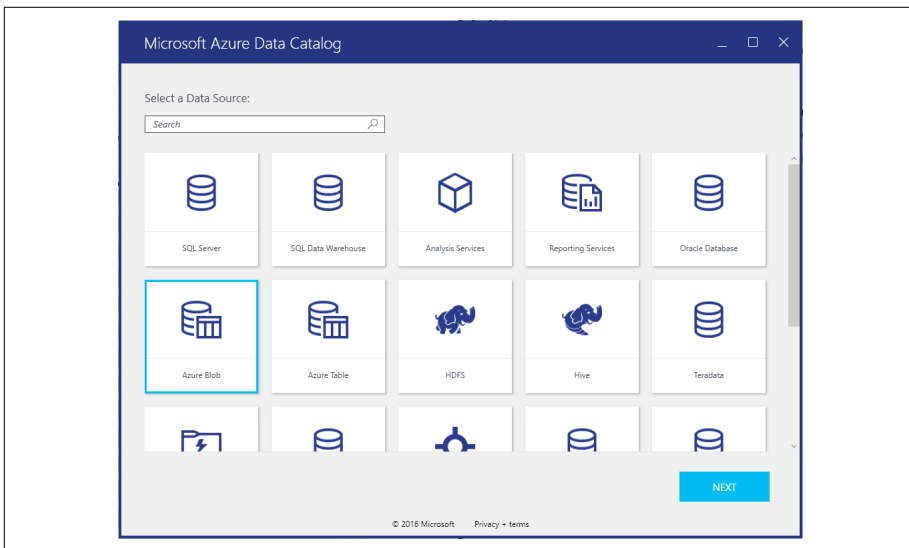 Microsoft Azure Data Catalog
Select a Data Source:
Search
SQL Server
SQL Data Warehouse
Analysis Services
Reporting Services
Oracle Database
Azure Blob
Azure Table
HDFS
Hive
Teradata
NEXT
© 2016 Microsoft Privacy + terms